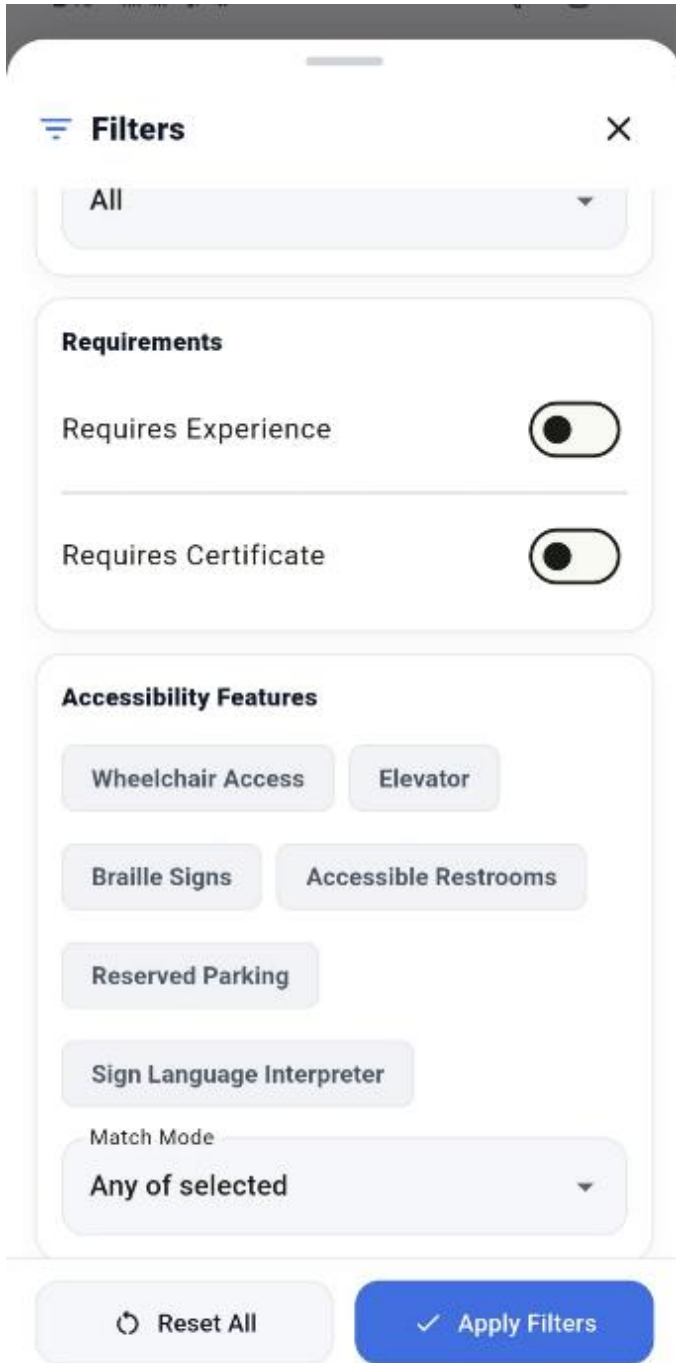 Filters
All
Requirements
Requires Experience
Requires Certificate
Accessibility Features
Wheelchair Access
Elevator
Braille Signs
Accessible Restrooms
Reserved Parking
Sign Language Interpreter
Match Mode
Any of selected
Reset All
Apply Filters